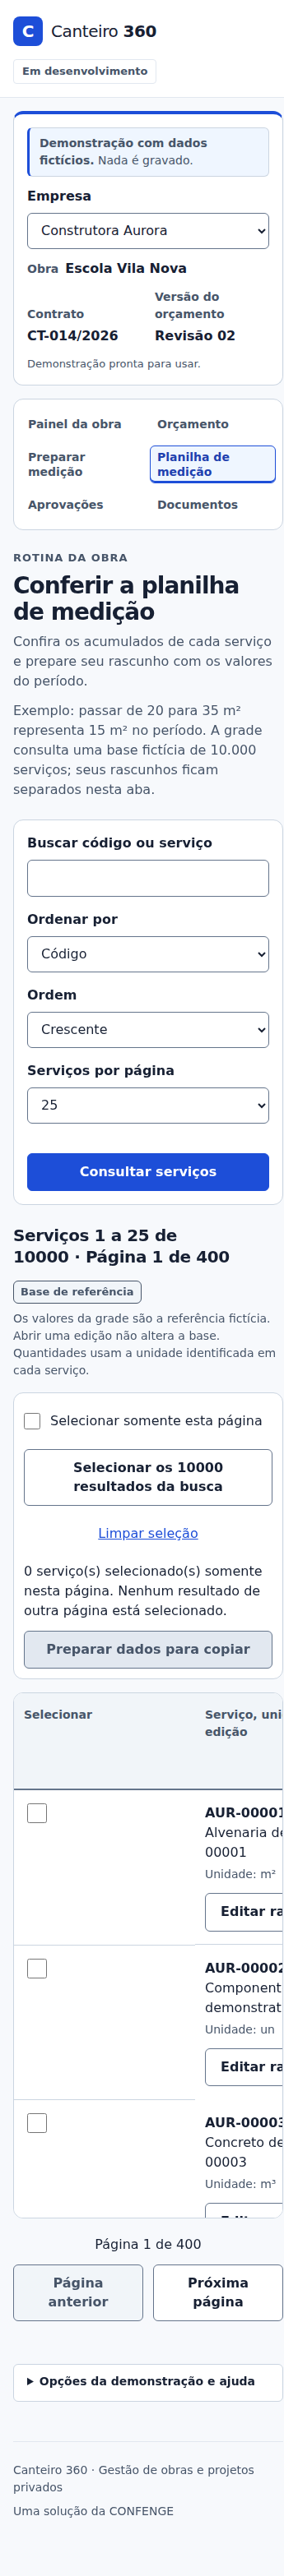 C
Canteiro 360
Em desenvolvimento
Demonstração com dados
fictícios. Nada é gravado.
Empresa
Construtora Aurora
Obra Escola Vila Nova
Contrato
CT-014/2026
Versão do
orçamento
Revisão 02
Demonstração pronta para usar.
Painel da obra
Orçamento
Preparar
medição
Planilha de
medição
Aprovações
Documentos
ROTINA DA OBRA
Conferir a planilha
de medição
Confira os acumulados de cada serviço
e prepare seu rascunho com os valores
do período.
Exemplo: passar de 20 para 35 m²
representa 15 m² no período. A grade
consulta uma base fictícia de 10.000
serviços; seus rascunhos ficam
separados nesta aba.
Buscar código ou serviço
Ordenar por
Código
Ordem
Crescente
Serviços por página
25
Consultar serviços
Serviços 1 a 25 de
10000 · Página 1 de 400
Base de referência
Os valores da grade são a referência fictícia.
Abrir uma edição não altera a base.
Quantidades usam a unidade identificada em
cada serviço.
Selecionar somente esta página
Selecionar os 10000
resultados da busca
Limpar seleção
0 serviço(s) selecionado(s) somente
nesta página. Nenhum resultado de
outra página está selecionado.
Preparar dados para copiar
Selecionar
Serviço, uni
edição
AUR-00001
Alvenaria de
00001
Unidade: m²
Editar ra
AUR-00002
Component
demonstrat
Unidade: un
Editar ra
AUR-00003
Concreto de
00003
Unidade: m³
Página 1 de 400
Página
anterior
Próxima
página
▶ Opções da demonstração e ajuda
Canteiro 360 · Gestão de obras e projetos
privados
Uma solução da CONFENGE